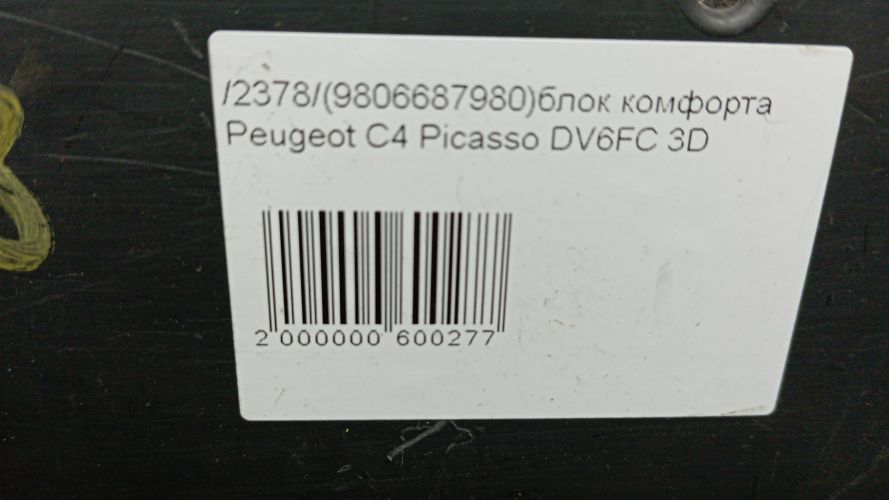 /2378/(9806687980)блок комфорта
Peugeot C4 Picasso DV6FC 3D
2 000000 600277